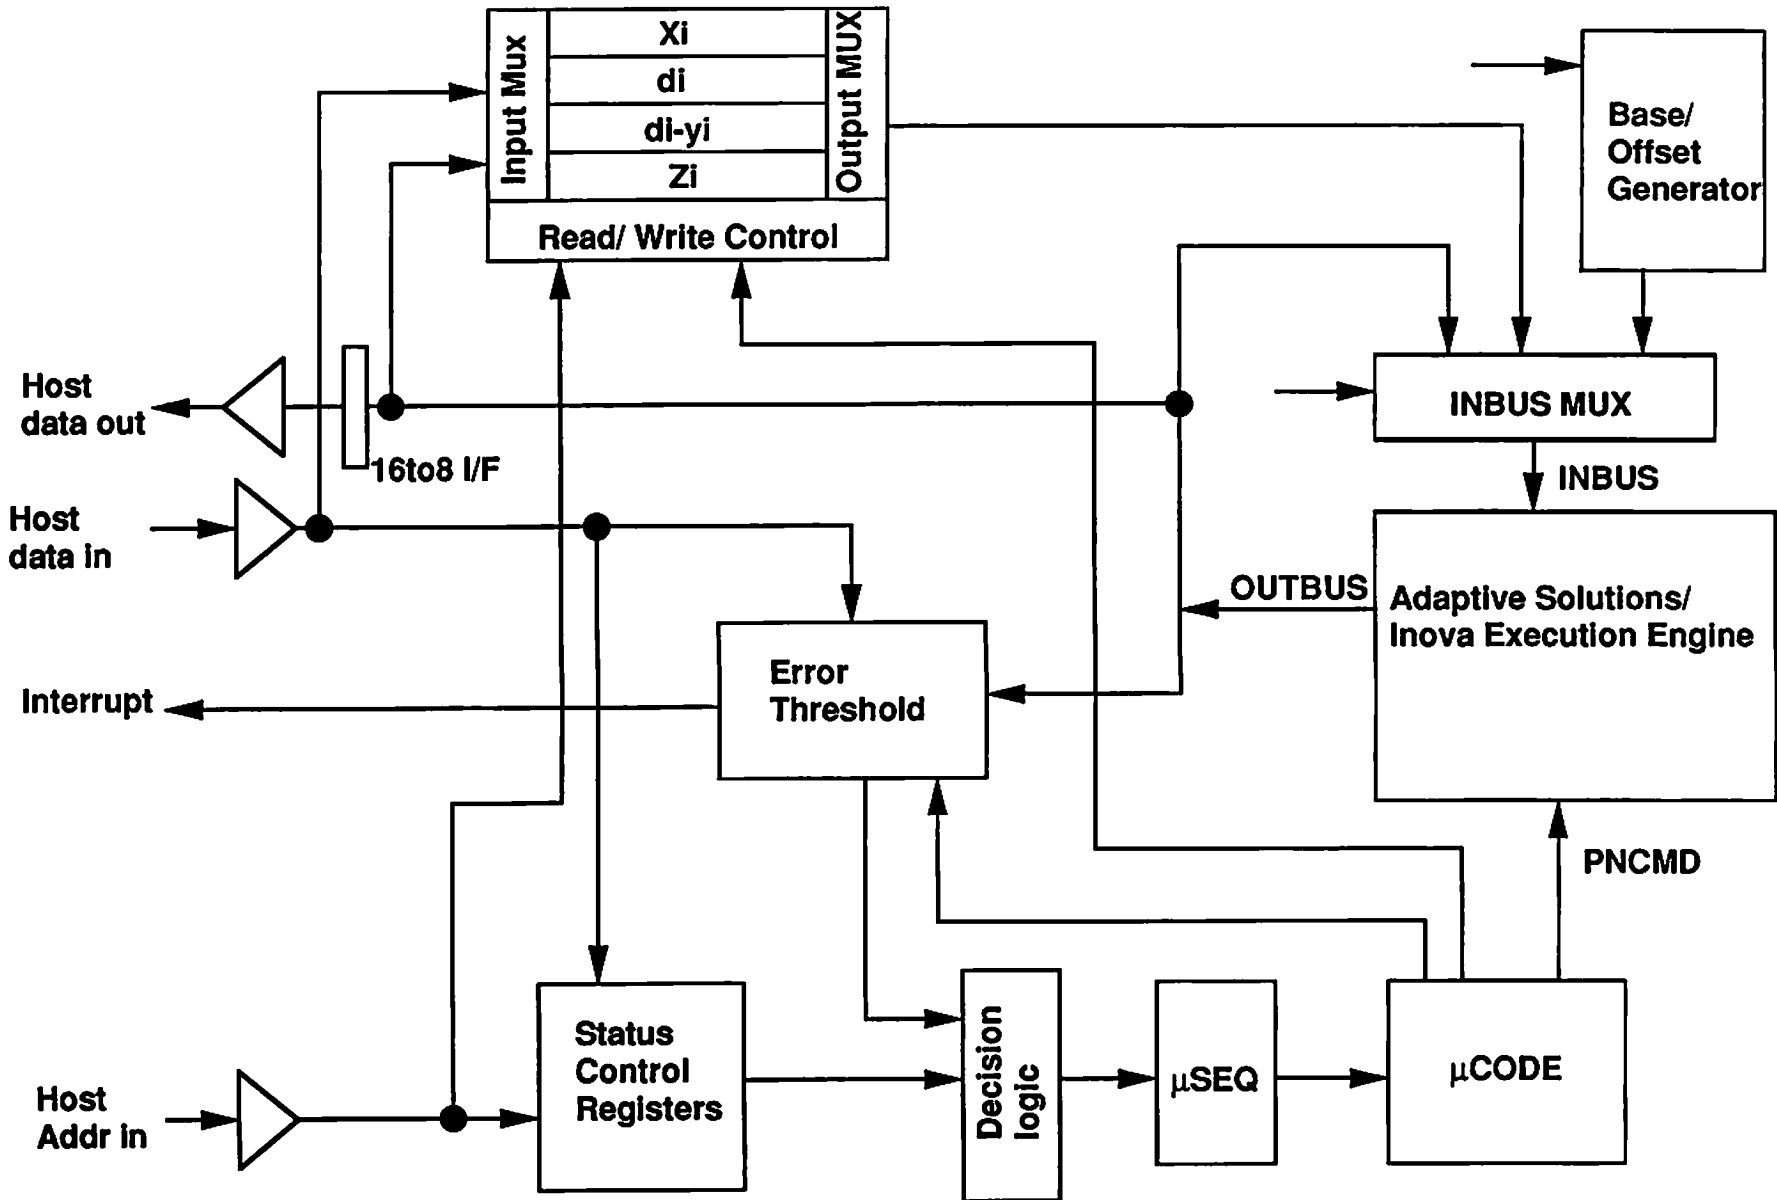 Input Mux
Xi
di
di-yi
Zi
Output MUX
Read/ Write Control
Base/
Offset
Generator
Host
data out
16to8 I/F
INBUS MUX
INBUS
Host
data in
OUTBUS
Adaptive Solutions/
Inova Execution Engine
Error
Threshold
Interrupt
PNCMD
Status
Control
Registers
Decision
logic
μSEQ
μCODE
Host
Addr in